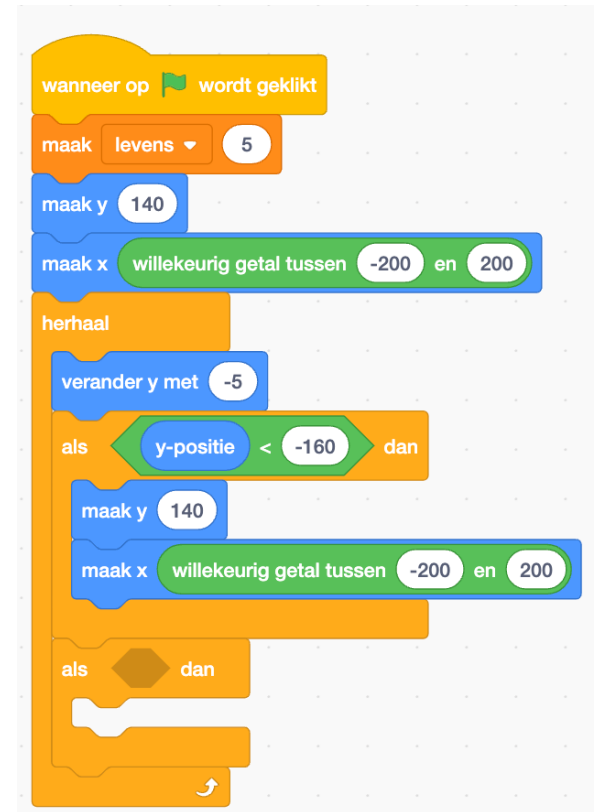 wanneer op wordt geklikt
maak levens 5
maak y 140
maak x willekeurig getal tussen -200 en 200
herhaal
verander y met -5
als y-positie < -160 dan
maak y 140
maak x willekeurig getal tussen -200 en 200
als dan